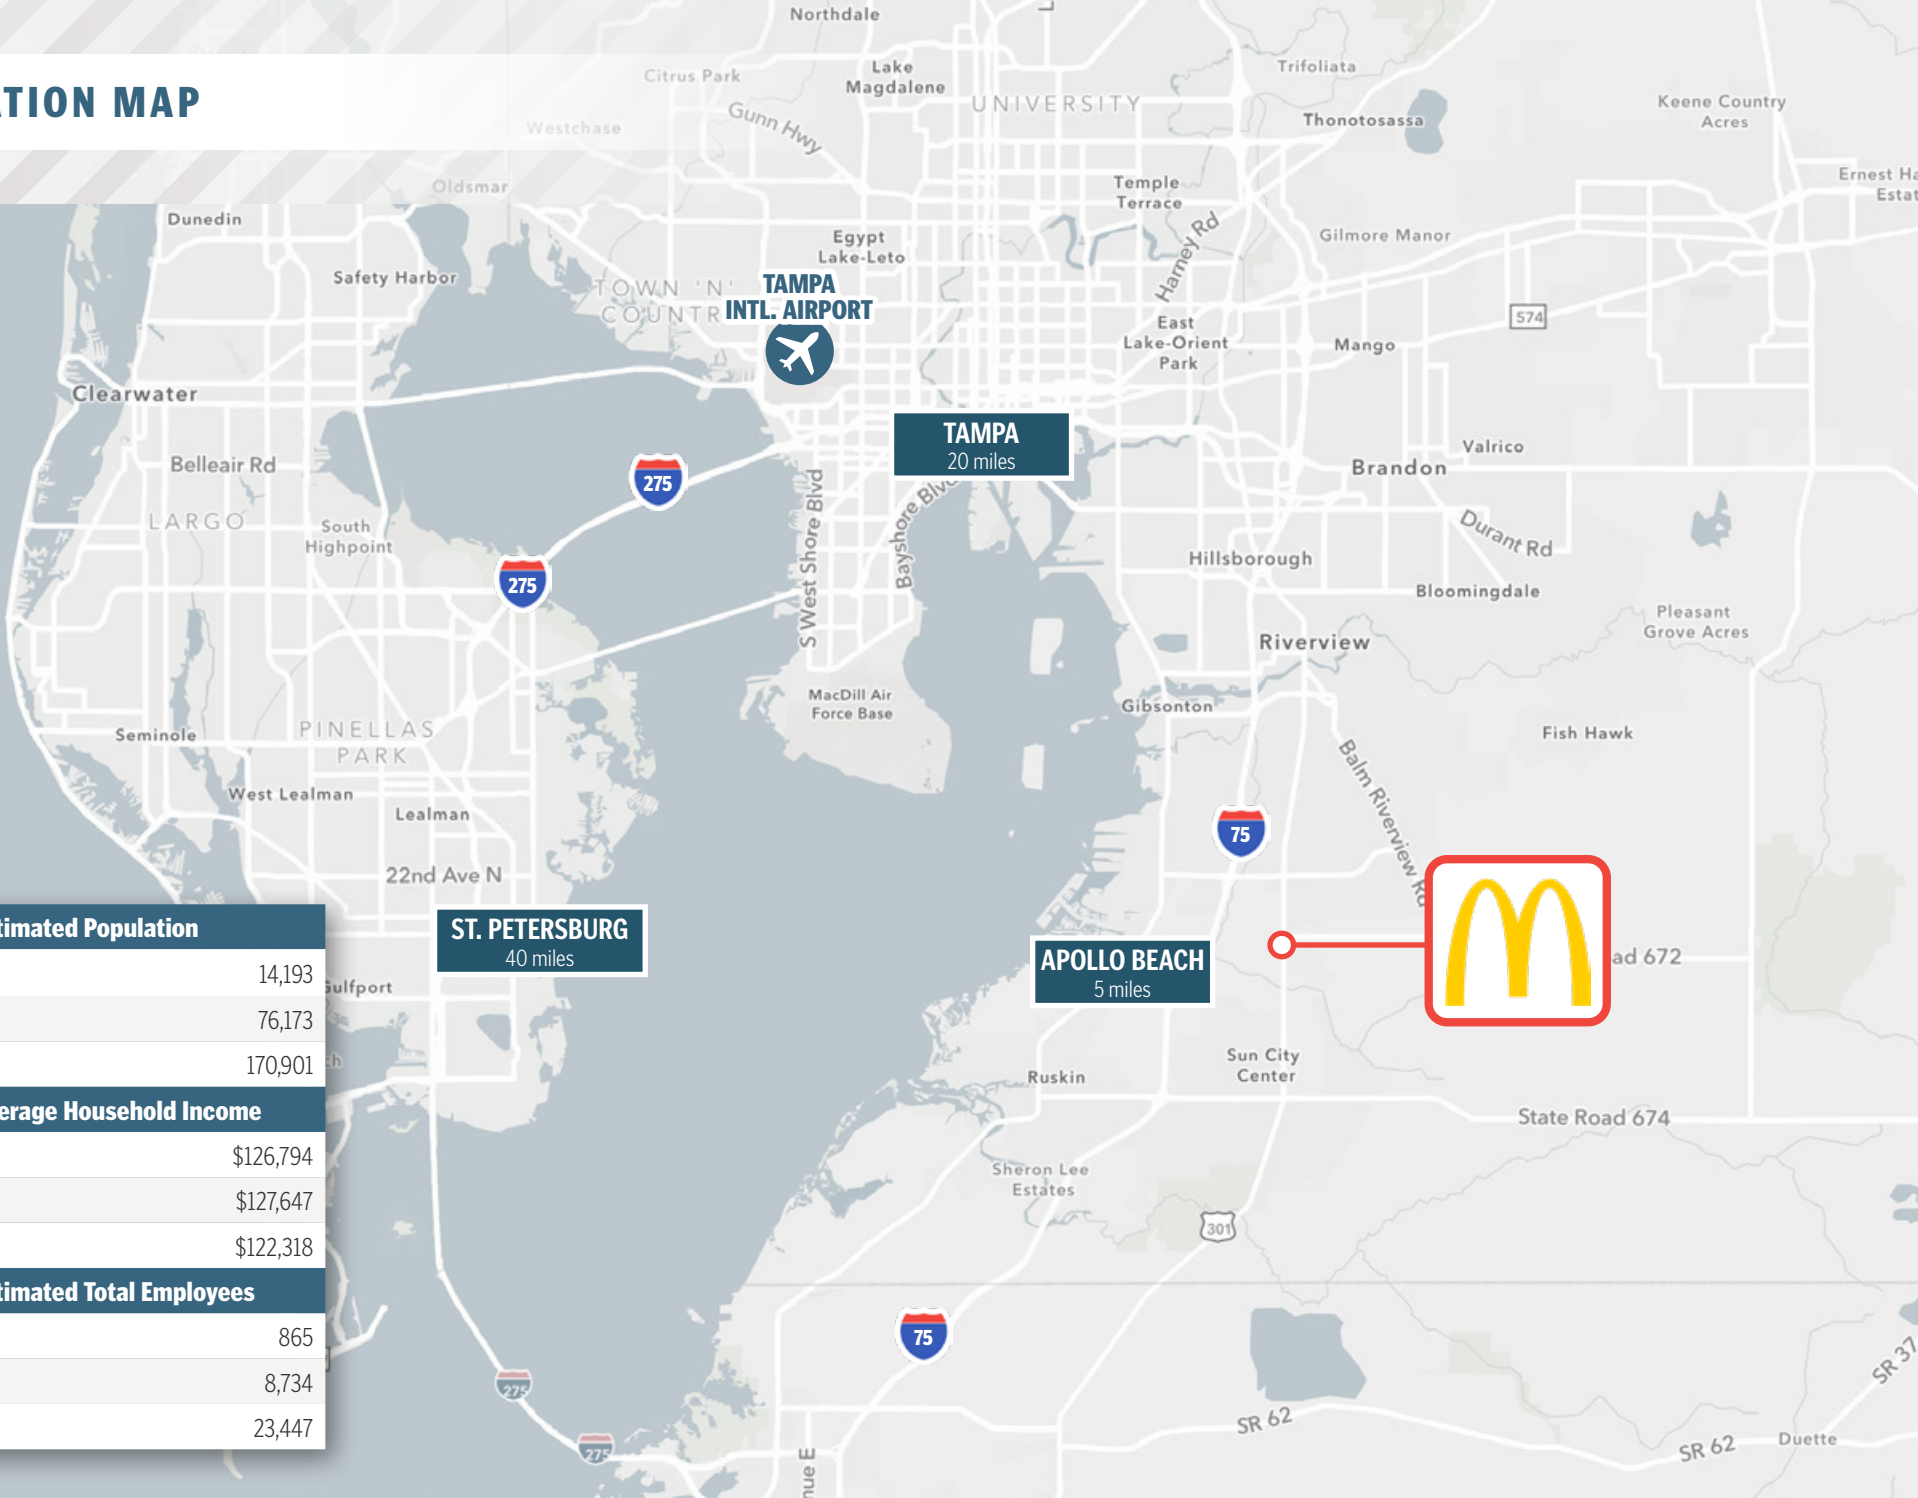 Northdale
ATION MAP
Citrus Park
Lake
Magdalene
UNIVERSITY
Trifoliata
Thonotosassa
Keene Country
Acres
Westchase
Gunn Hwy
Oldsmar
Temple
Terrace
Ernest Ha
Estat
Dunedin
Harney Rd
Gilmore Manor
Egypt
Lake-Leto
Safety Harbor
TOWN 'N'
COUNTR
TAMPA
INTL. AIRPORT
574
East
Lake-Orient
Park
Mango
Clearwater
TAMPA
20 miles
Valrico
Brandon
Belleair Rd
275
S West Shore Blvd
Bayshore Blvd
LARGO
South
Highpoint
Durant Rd
Hillsborough
275
Bloomingdale
Pleasant
Grove Acres
Riverview
MacDill Air
Force Base
Gibsonton
Seminole
PINELLAS
PARK
Fish Hawk
Balm Riverview Rd
West Lealman
Lealman
75
22nd Ave N
ST. PETERSBURG
40 miles
APOLLO BEACH
5 miles
ad 672
Gulfport
ch
Ruskin
Sun City
Center
State Road 674
Sheron Lee
Estates
301
75
275
SR 37
SR 62
SR 62
Duette
275
nue E
timated Population
14,193
76,173
170,901
erage Household Income
$126,794
$127,647
$122,318
timated Total Employees
865
8,734
23,447